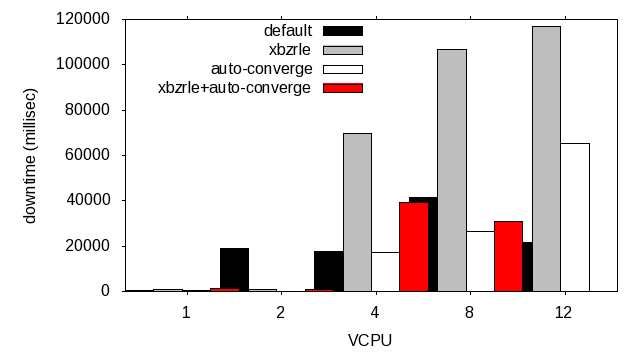 120000
100000
80000
60000
40000
20000
0
downtime (millisec)
default
xbzrle
auto-converge
xbzrle+auto-converge
1 2 4 8 12
VCPU